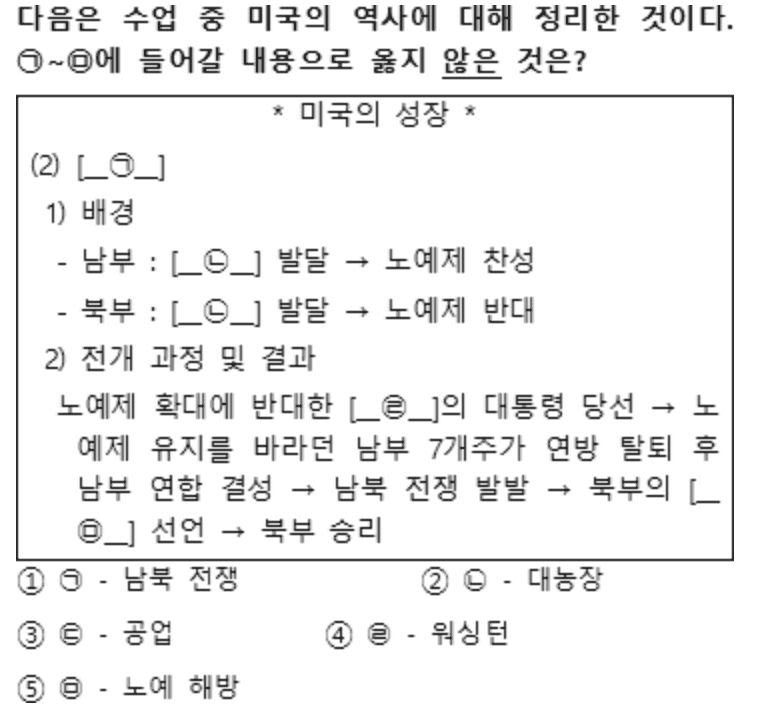 다음은 수업 중 미국의 역사에 대해 정리한 것이다.
㉠~㉤에 들어갈 내용으로 옳지 않은 것은?
* 미국의 성장 *
(2) [__㉠__]
1) 배경
- 남부 : [__㉡__] 발달 → 노예제 찬성
- 북부 : [__㉡__] 발달 → 노예제 반대
2) 전개 과정 및 결과
노예제 확대에 반대한 [__㉣__]의 대통령 당선 → 노
예제 유지를 바라던 남부 7개주가 연방 탈퇴 후
남부 연합 결성 → 남북 전쟁 발발 → 북부의 [__
㉤__] 선언 → 북부 승리
① ㉠ - 남북 전쟁 ② ㉡ - 대농장
③ ㉢ - 공업 ④ ㉣ - 워싱턴
⑤ ㉤ - 노예 해방